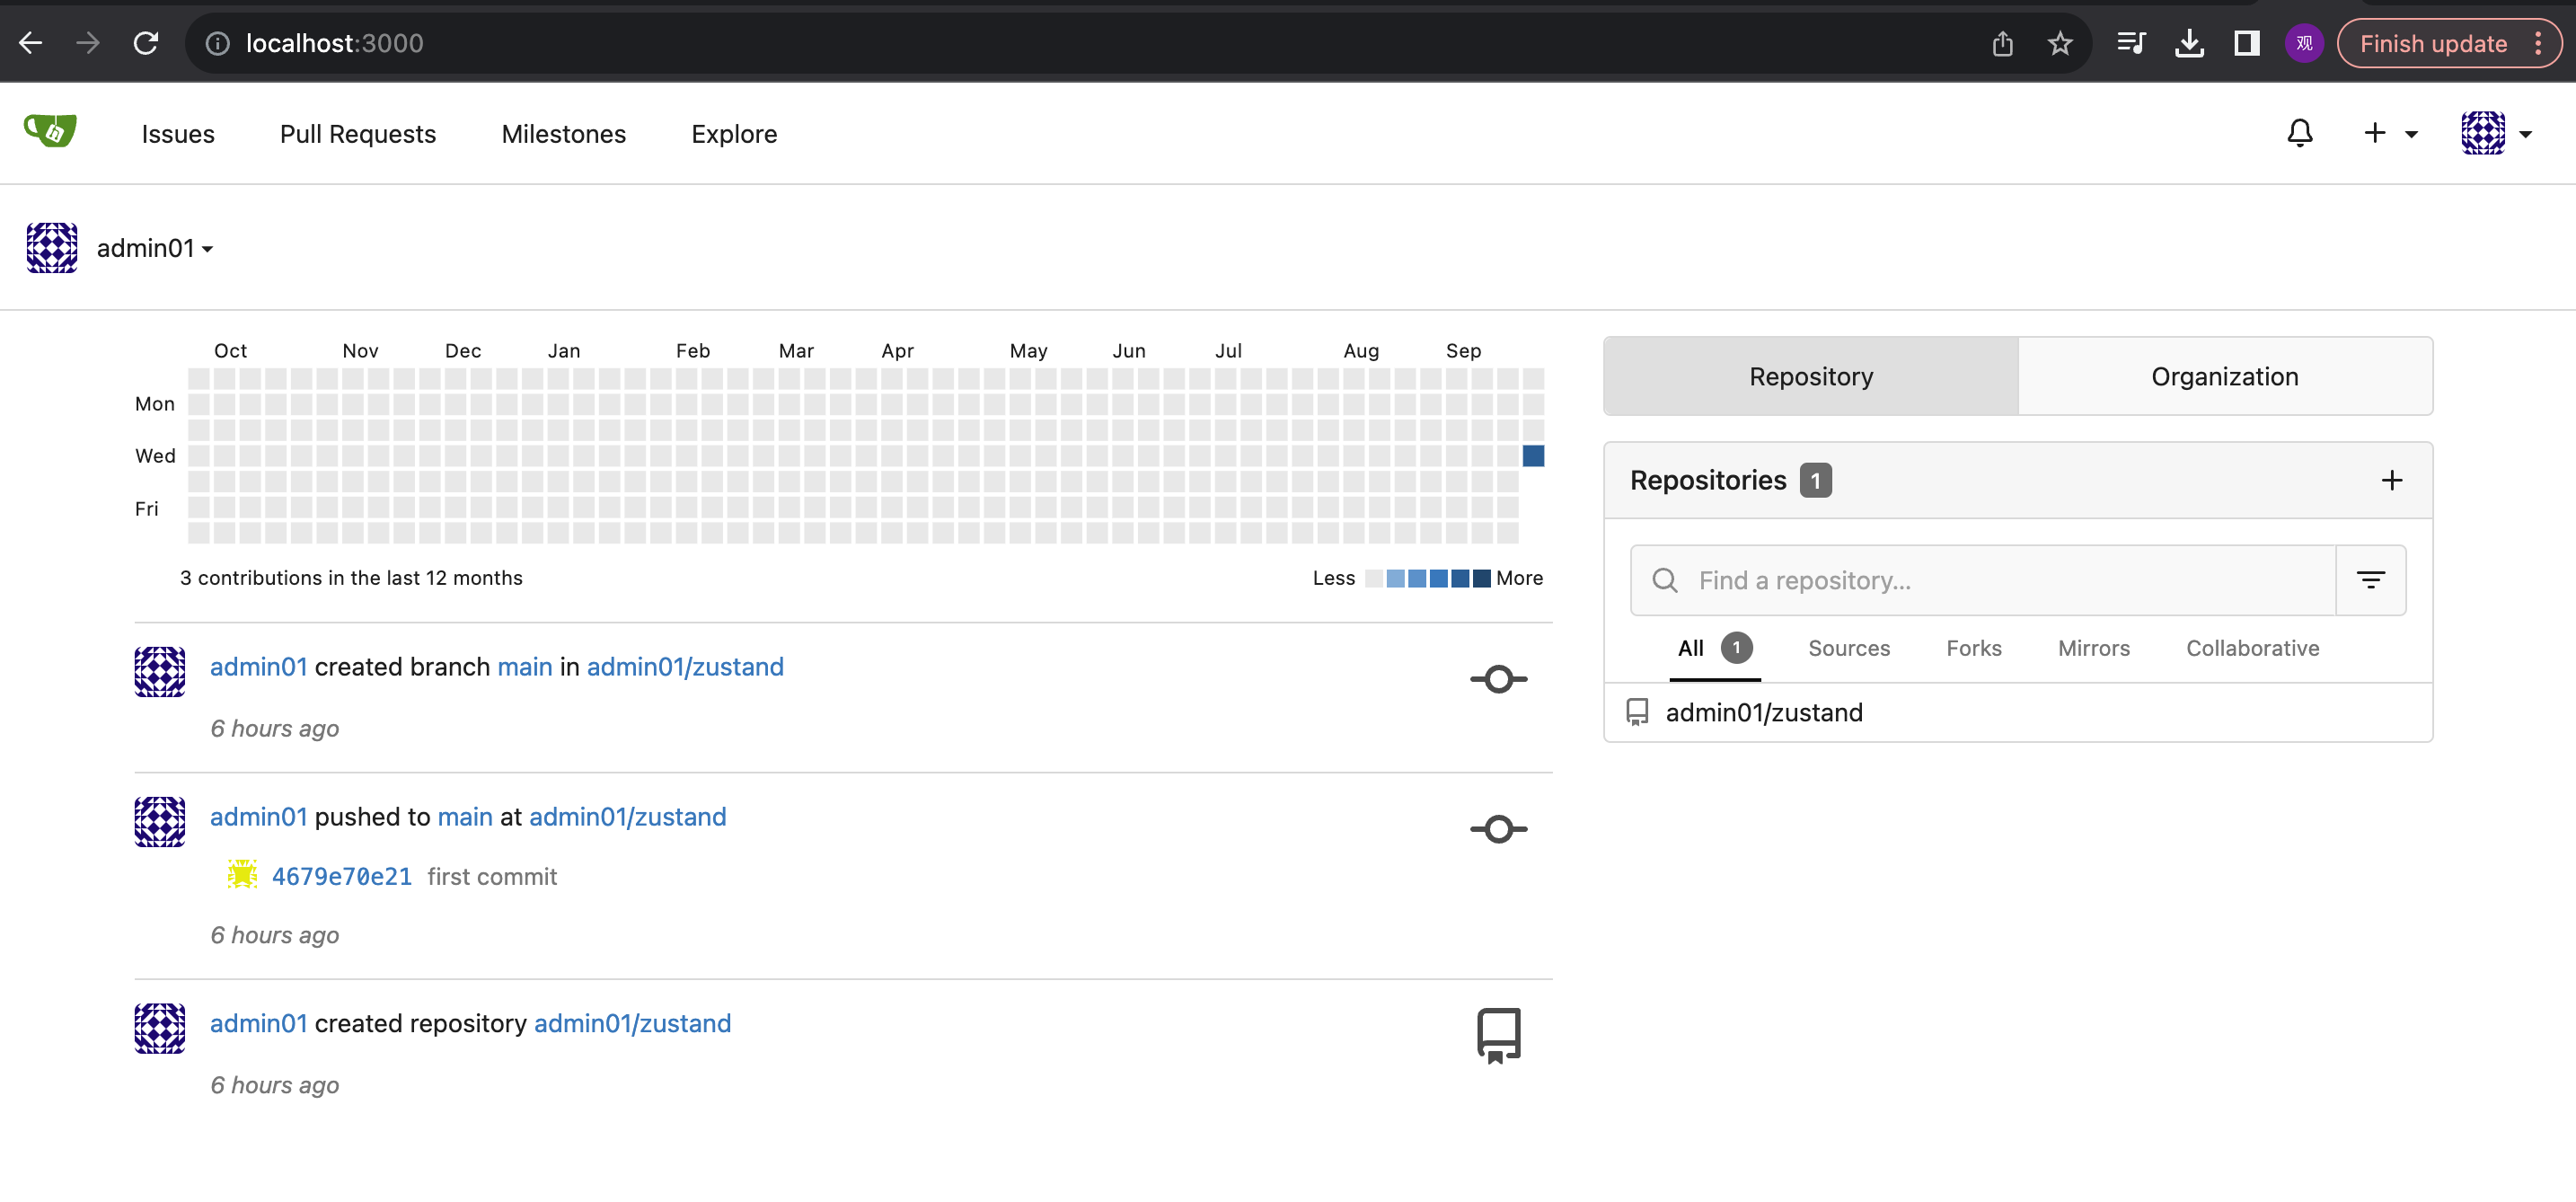 localhost:3000
观
Finish update
Issues Pull Requests Milestones Explore
admin01
Oct Nov Dec Jan Feb Mar Apr May Jun Jul Aug Sep
Mon
Wed
Fri
3 contributions in the last 12 months
Less More
admin01 created branch main in admin01/zustand
6 hours ago
admin01 pushed to main at admin01/zustand
4679e70e21 first commit
6 hours ago
admin01 created repository admin01/zustand
6 hours ago
Repository Organization
Repositories 1
Find a repository...
All 1 Sources Forks Mirrors Collaborative
admin01/zustand